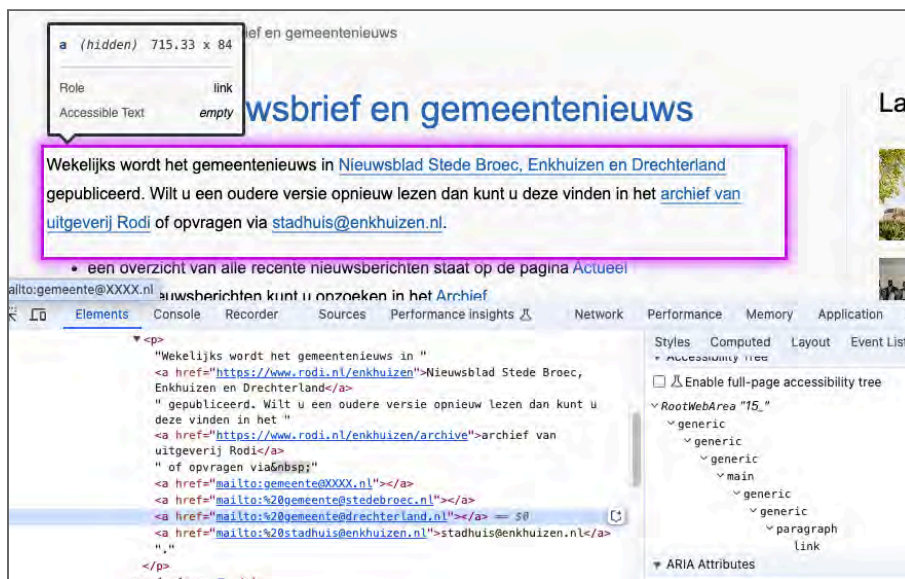 ief en gemeentenieuws
a (hidden) 715.33 x 84
Role link
Accessible Text empty
wsbrief en gemeentenieuws
La
Wekelijks wordt het gemeentenieuws in Nieuwsblad Stede Broec, Enkhuizen en Drechterland
gepubliceerd. Wilt u een oudere versie opnieuw lezen dan kunt u deze vinden in het archief van
uitgeverij Rodi of opvragen via stadhuis@enkhuizen.nl.
• een overzicht van alle recente nieuwsberichten staat op de pagina Actueel
euwsberichten kunt u opzoeken in het Archief
ailto:gemeente@XXXX.nl
Elements Console Recorder Sources Performance insights Network Performance Memory Application
Styles Computed Layout Event List
Accessibility Tree
Enable full-page accessibility tree
RootWebArea "15_"
generic
generic
generic
main
generic
generic
paragraph
link
ARIA Attributes
<p>
"Wekelijks wordt het gemeentenieuws in "
<a href="https://www.rodi.nl/enkhuizen">Nieuwsblad Stede Broec,
Enkhuizen en Drechterland</a>
" gepubliceerd. Wilt u een oudere versie opnieuw lezen dan kunt u
deze vinden in het "
<a href="https://www.rodi.nl/enkhuizen/archive">archief van
uitgeverij Rodi</a>
" of opvragen via&nbsp;"
<a href="mailto:gemeente@XXX.nl"></a>
<a href="mailto:%20gemeente@stedebroec.nl"></a>
<a href="mailto:%20gemeente@drechterland.nl"></a> == $0
<a href="mailto:%20stadhuis@enkhuizen.nl">stadhuis@enkhuizen.nl</a>
"."
</p>